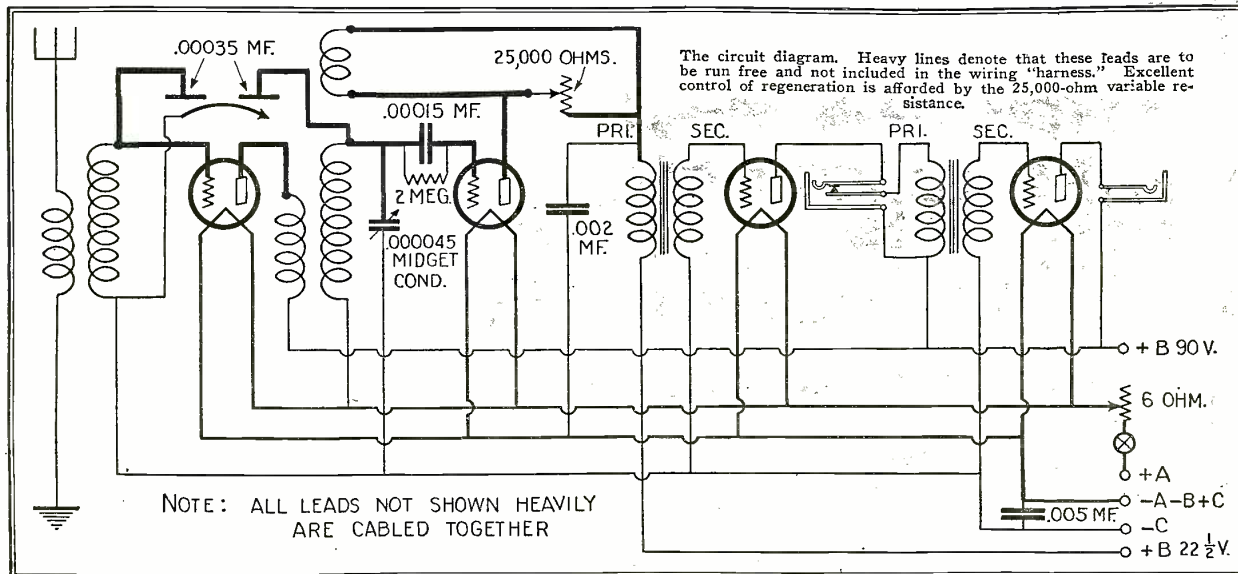 .00035 MF.
25,000 OHMS.
The circuit diagram. Heavy lines denote that these leads are to
be run free and not included in the wiring "harness." Excellent
control of regeneration is afforded by the 25,000-ohm variable re-
sistance.
.00015 MF.
PRI.
SEC.
PRI.
SEC.
2 MEG.
.000045
MIDGET
COND.
.002
MF.
+ B 90 V.
6 OHM.
+A
-A-B+C
.005 MF.
-C
+B 22 ½ V.
NOTE: ALL LEADS NOT SHOWN HEAVILY
ARE CABLED TOGETHER